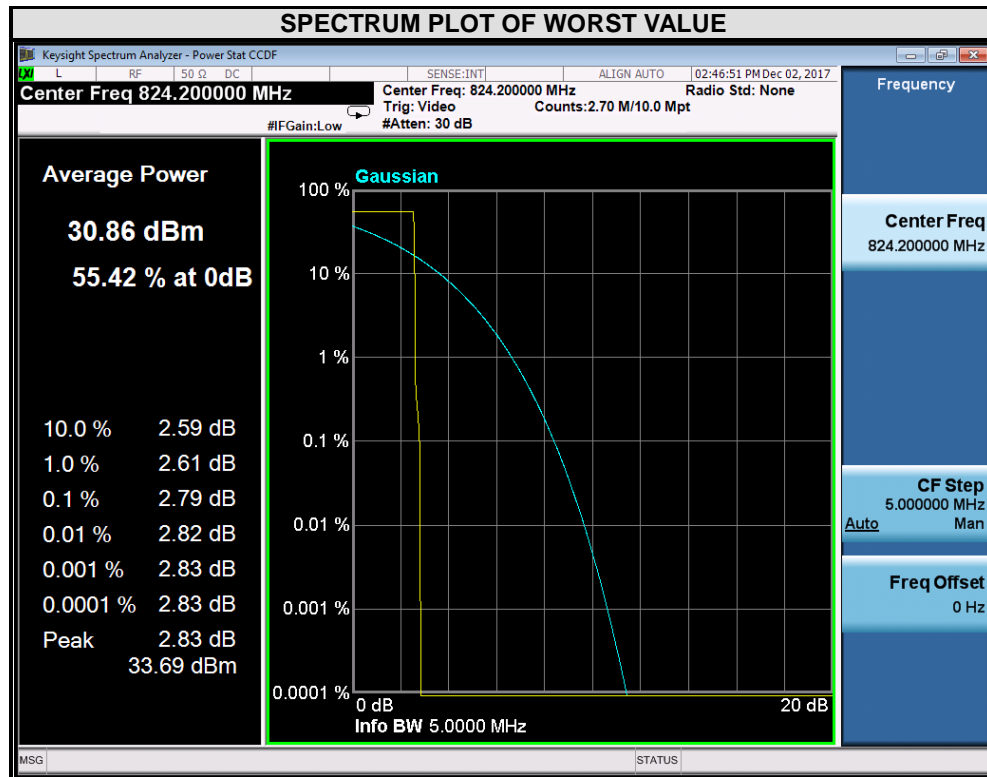 SPECTRUM PLOT OF WORST VALUE
Keysight Spectrum Analyzer - Power Stat CCDF
LXI L RF 50 Ω DC SENSE:INT ALIGN AUTO 02:46:51 PM Dec 02, 2017
Center Freq 824.200000 MHz
Center Freq: 824.200000 MHz Radio Std: None
Trig: Video Counts:2.70 M/10.0 Mpt
#IFGain:Low #Atten: 30 dB
Average Power
30.86 dBm
55.42 % at 0dB
10.0 % 2.59 dB
1.0 % 2.61 dB
0.1 % 2.79 dB
0.01 % 2.82 dB
0.001 % 2.83 dB
0.0001 % 2.83 dB
Peak 2.83 dB
33.69 dBm
Gaussian
100 %
10 %
1 %
0.1 %
0.01 %
0.001 %
0.0001 %
0 dB 20 dB
Info BW 5.0000 MHz
Frequency
Center Freq
824.200000 MHz
CF Step
5.000000 MHz
Auto Man
Freq Offset
0 Hz
MSG STATUS